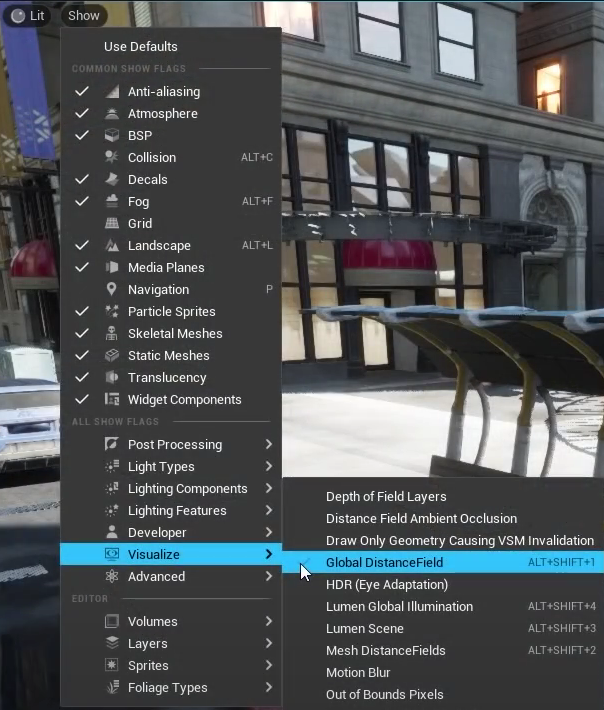 Lit
Show
Use Defaults
COMMON SHOW FLAGS
Anti-aliasing
Atmosphere
BSP
Collision ALT+C
Decals
Fog ALT+F
Grid
Landscape ALT+L
Media Planes
Navigation P
Particle Sprites
Skeletal Meshes
Static Meshes
Translucency
Widget Components
ALL SHOW FLAGS
Post Processing
Light Types
Lighting Components
Lighting Features
Developer
Visualize
Advanced
EDITOR
Volumes
Layers
Sprites
Foliage Types
Depth of Field Layers
Distance Field Ambient Occlusion
Draw Only Geometry Causing VSM Invalidation
Global DistanceField ALT+SHIFT+1
HDR (Eye Adaptation)
Lumen Global Illumination ALT+SHIFT+4
Lumen Scene ALT+SHIFT+3
Mesh DistanceFields ALT+SHIFT+2
Motion Blur
Out of Bounds Pixels